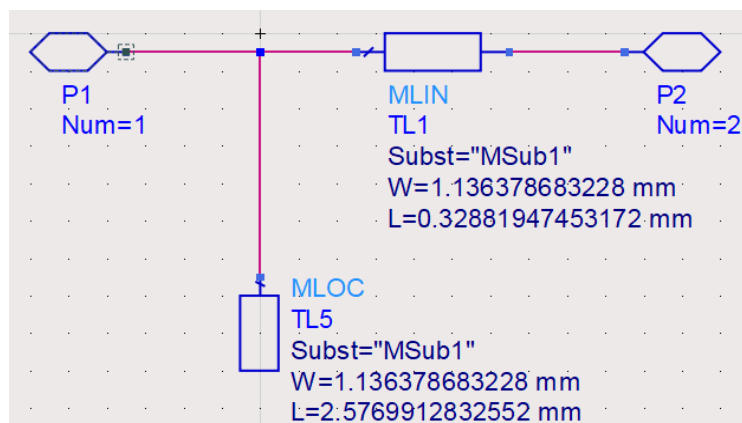 P1
Num=1
MLIN
TL1
Subst="MSub1"
W=1.136378683228 mm
L=0.32881947453172 mm
P2
Num=2
MLOC
TL5
Subst="MSub1"
W=1.136378683228 mm
L=2.5769912832552 mm